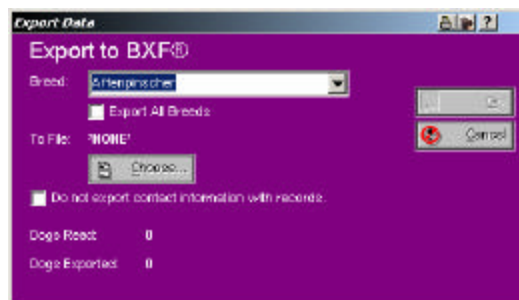 Export Data
?
Export to BXF®
Breed:
Affenpinscher
Export All Breeds
To File:
*NONE*
Choose...
Cancel
Do not export contact information with records.
Dogs Read:
0
Dogs Exported:
0